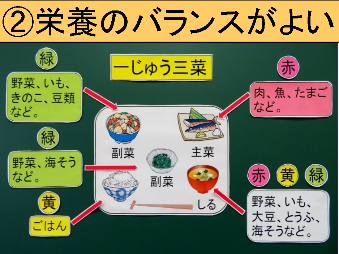 ②栄養のバランスがよい
緑
野菜、いも、
きのこ、豆類
など。
一じゅう三菜
赤
肉、魚、たまご
など。
副菜
主菜
緑
野菜、海そう
など。
副菜
黄
ごはん
しる
赤 黄 緑
野菜、いも、
大豆、とうふ、
海そうなど。